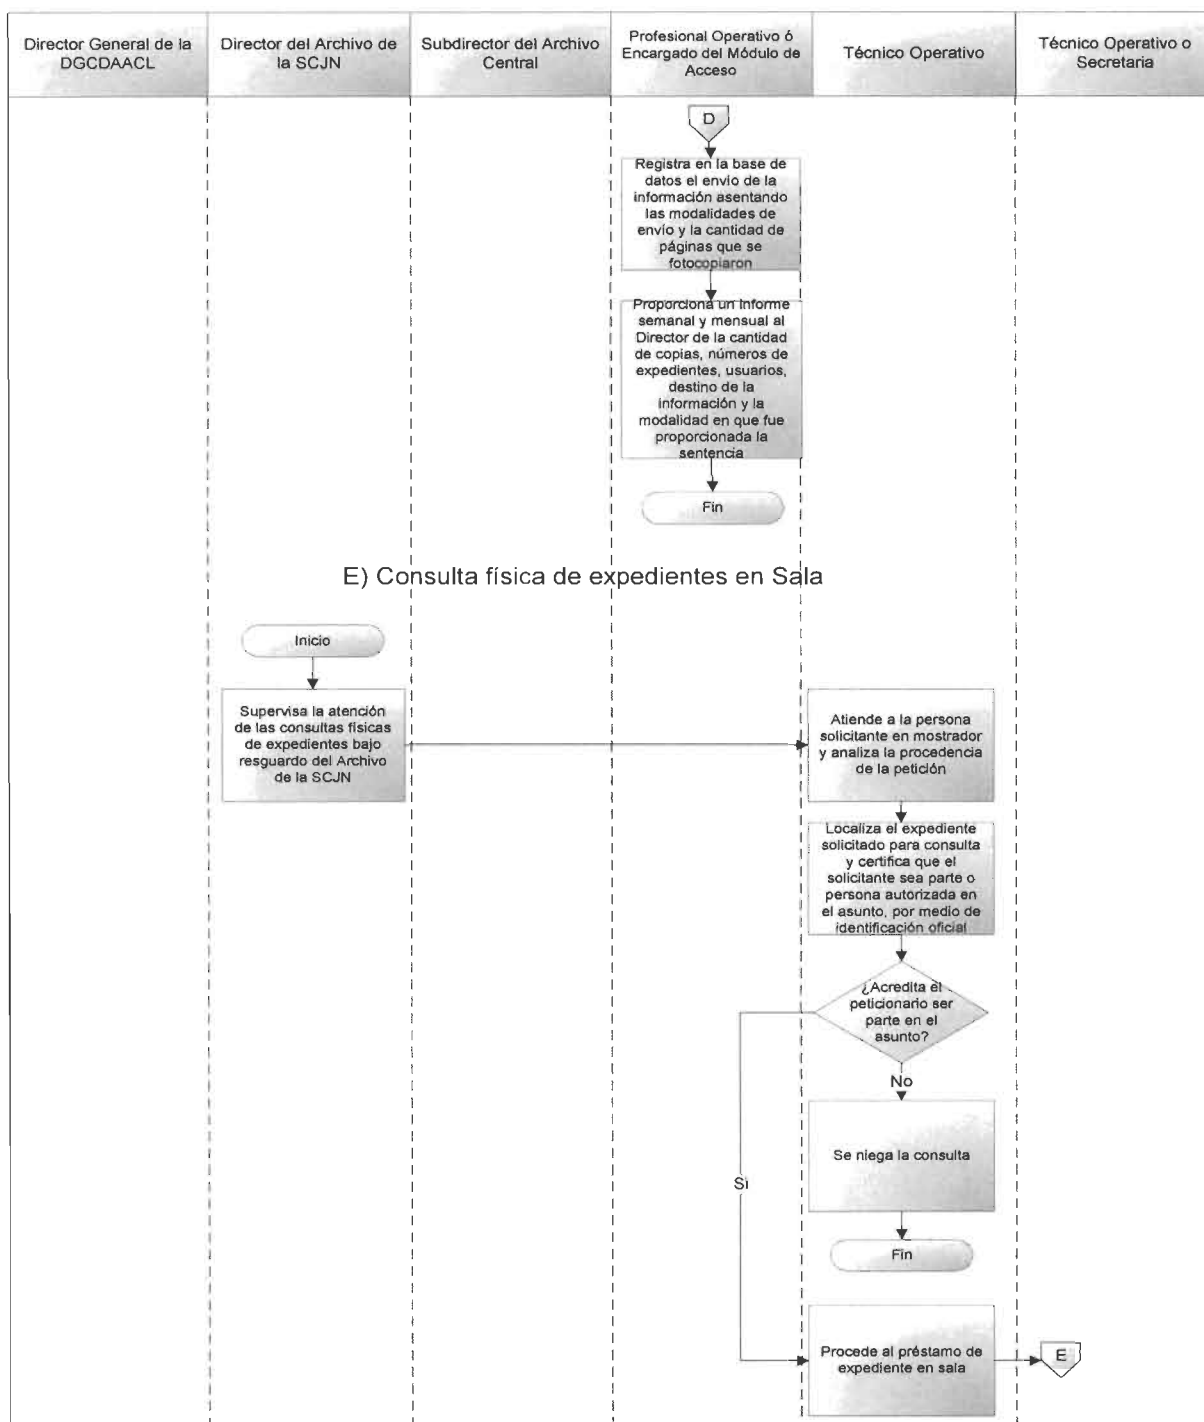 Director General de la
DGCDAACL
Director del Archivo de
la SCJN
Subdirector del Archivo
Central
Profesional Operativo ó
Encargado del Módulo de
Acceso
Técnico Operativo
Técnico Operativo o
Secretaria
D
Registra en la base de
datos el envío de la
información asentando
las modalidades de
envío y la cantidad de
páginas que se
fotocopiaron
Proporciona un informe
semanal y mensual al
Director de la cantidad
de copias, números de
expedientes, usuarios,
destino de la
información y la
modalidad en que fue
proporcionada la
sentencia
Fin
E) Consulta física de expedientes en Sala
Inicio
Supervisa la atención
de las consultas físicas
de expedientes bajo
resguardo del Archivo
de la SCJN
Atiende a la persona
solicitante en mostrador
y analiza la procedencia
de la petición
Localiza el expediente
solicitado para consulta
y certifica que el
solicitante sea parte o
persona autorizada en
el asunto, por medio de
identificación oficial
¿Acredita el
peticionario ser
parte en el
asunto?
No
Se niega la consulta
Sì
Fin
Procede al préstamo de
expediente en sala
E